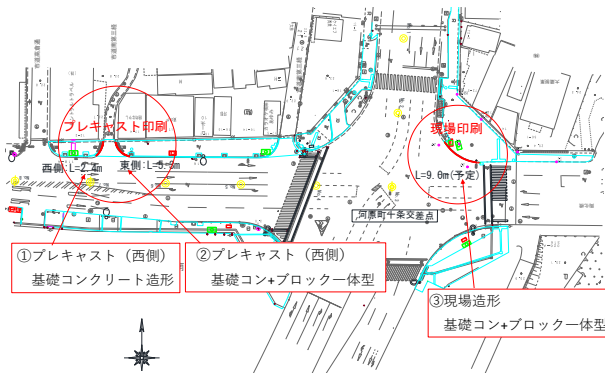 プレキャスト印刷
現場印刷
西側:L=2.4m
東側:L=5.2m
L=9.0m(予定)
河原町十条交差点
①プレキャスト（西側）
基礎コンクリート造形
②プレキャスト（西側）
基礎コン+ブロック一体型
③現場造形
基礎コン+ブロック一体型